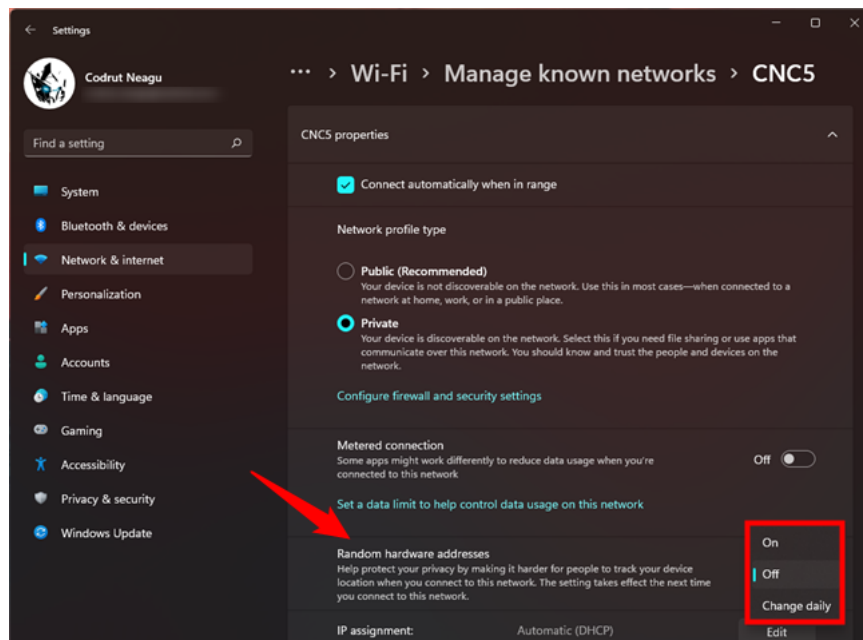 Settings
Codrut Neagu
Find a setting
System
Bluetooth & devices
Network & internet
Personalization
Apps
Accounts
Time & language
Gaming
Accessibility
Privacy & security
Windows Update
... > Wi-Fi > Manage known networks > CNC5
CNC5 properties
Connect automatically when in range
Network profile type
Public (Recommended)
Your device is not discoverable on the network. Use this in most cases—when connected to a
network at home, work, or in a public place.
Private
Your device is discoverable on the network. Select this if you need file sharing or use apps that
communicate over this network. You should know and trust the people and devices on the
network.
Configure firewall and security settings
Metered connection
Some apps might work differently to reduce data usage when you're
connected to this network
Off
Set a data limit to help control data usage on this network
Random hardware addresses
Help protect your privacy by making it harder for people to track your device
location when you connect to this network. The setting takes effect the next time
you connect to this network.
On
Off
Change daily
IP assignment: Automatic (DHCP) Edit